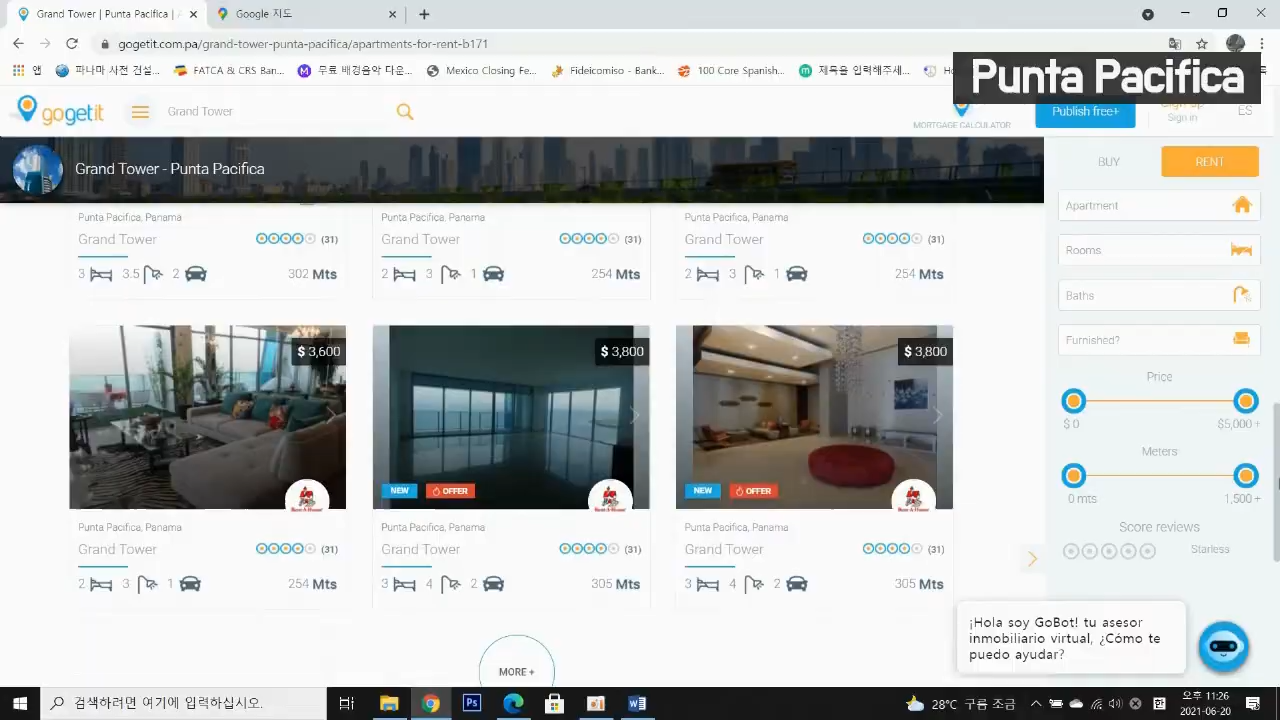 Grand Tower | Punta Pacifica | A
Google 지도
gogetit.com.pa/grand-tower-punta-pacifica/apartments-for-rent-b171
앱
파나마 사전 건설...
FATCA & CRS Ban...
무료 배경음악 다운...
Mexico Closing Fe...
Fideicomiso - Bank...
100 Core Spanish...
제목을 입력해주세...
Punta Pacifica
gogetit
Grand Tower
MORTGAGE CALCULATOR
Publish free+
Sign up
Sign in
ES
Grand Tower - Punta Pacifica
BUY
RENT
Apartment
Rooms
Baths
Furnished?
Price
$ 0
$5,000 +
Meters
0 mts
1,500 +
Score reviews
Starless
Punta Pacifica, Panama
Grand Tower
(31)
3 3.5 2 302 Mts
Punta Pacifica, Panama
Grand Tower
(31)
2 3 1 254 Mts
Punta Pacifica, Panama
Grand Tower
(31)
2 3 1 254 Mts
$ 3,600
Punta Pacifica, Panama
Grand Tower
(31)
2 3 1 254 Mts
$ 3,800
NEW OFFER
Rent-A-House
Punta Pacifica, Panama
Grand Tower
(31)
3 4 2 305 Mts
$ 3,800
NEW OFFER
Rent-A-House
Punta Pacifica, Panama
Grand Tower
(31)
3 4 2 305 Mts
MORE +
¡Hola soy GoBot! tu asesor
inmobiliario virtual, ¿Cómo te
puedo ayudar?
검색하려면 여기에 입력하십시오.
28°C 구름 조금
오후 11:26
2021-06-20